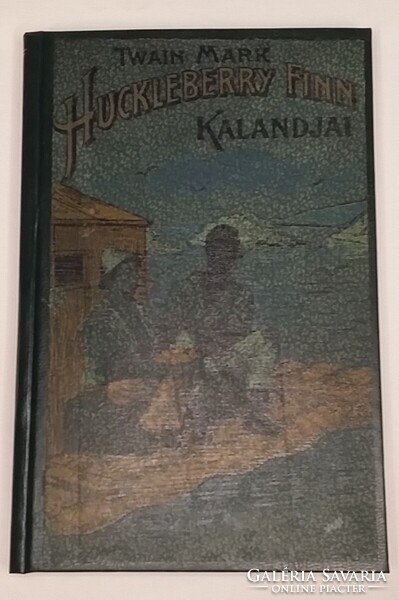 TWAIN MARK
HUCKLEBERRY FINN
KALANDJAI
GALÉRIA SAVARIA
ONLINE PIACTÉR